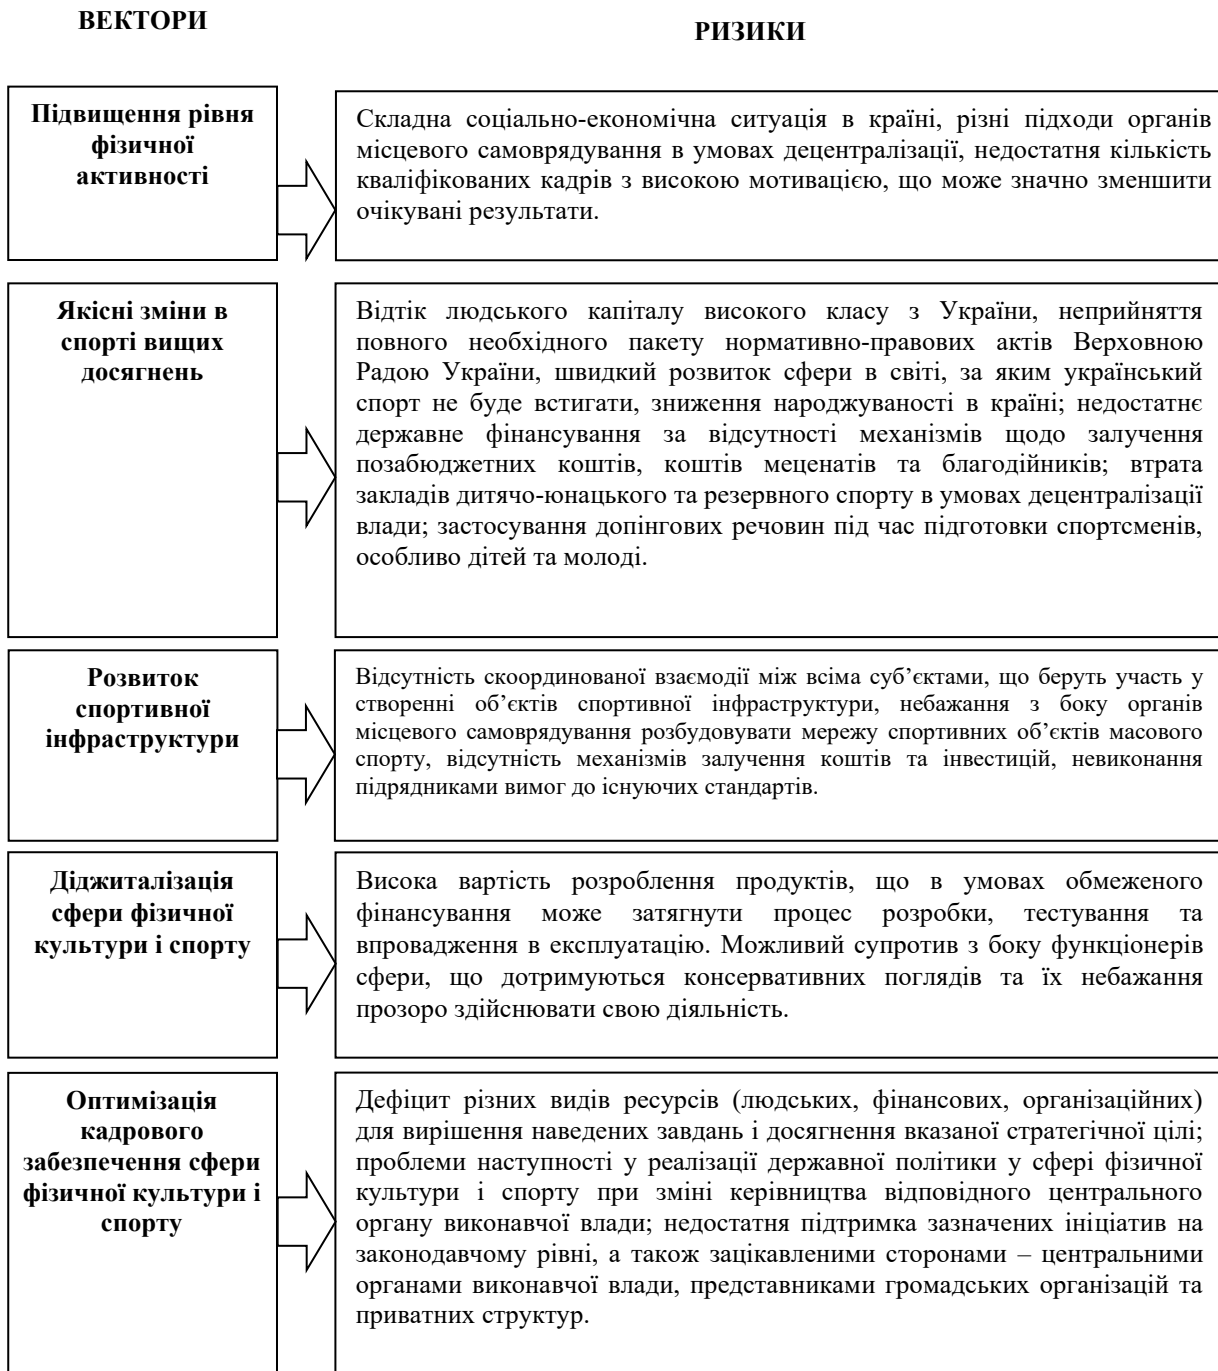 ВЕКТОРИ
РИЗИКИ
Підвищення рівня
фізичної
активності
Складна соціально-економічна ситуація в країні, різні підходи органів
місцевого самоврядування в умовах децентралізації, недостатня кількість
кваліфікованих кадрів з високою мотивацією, що може значно зменшити
очікувані результати.
Якісні зміни в
спорті вищих
досягнень
Відтік людського капіталу високого класу з України, неприйняття
повного необхідного пакету нормативно-правових актів Верховною
Радою України, швидкий розвиток сфери в світі, за яким український
спорт не буде встигати, зниження народжуваності в країні; недостатнє
державне фінансування за відсутності механізмів щодо залучення
позабюджетних коштів, коштів меценатів та благодійників; втрата
закладів дитячо-юнацького та резервного спорту в умовах децентралізації
влади; застосування допінгових речовин під час підготовки спортсменів,
особливо дітей та молоді.
Розвиток
спортивної
інфраструктури
Відсутність скоординованої взаємодії між всіма суб’єктами, що беруть участь у
створенні об’єктів спортивної інфраструктури, небажання з боку органів
місцевого самоврядування розбудовувати мережу спортивних об’єктів масового
спорту, відсутність механізмів залучення коштів та інвестицій, невиконання
підрядниками вимог до існуючих стандартів.
Діджиталізація
сфери фізичної
культури і спорту
Висока вартість розроблення продуктів, що в умовах обмеженого
фінансування може затягнути процес розробки, тестування та
впровадження в експлуатацію. Можливий супротив з боку функціонерів
сфери, що дотримуються консервативних поглядів та їх небажання
прозоро здійснювати свою діяльність.
Оптимізація
кадрового
забезпечення сфери
фізичної культури і
спорту
Дефіцит різних видів ресурсів (людських, фінансових, організаційних)
для вирішення наведених завдань і досягнення вказаної стратегічної цілі;
проблеми наступності у реалізації державної політики у сфері фізичної
культури і спорту при зміні керівництва відповідного центрального
органу виконавчої влади; недостатня підтримка зазначених ініціатив на
законодавчому рівні, а також зацікавленими сторонами – центральними
органами виконавчої влади, представниками громадських організацій та
приватних структур.